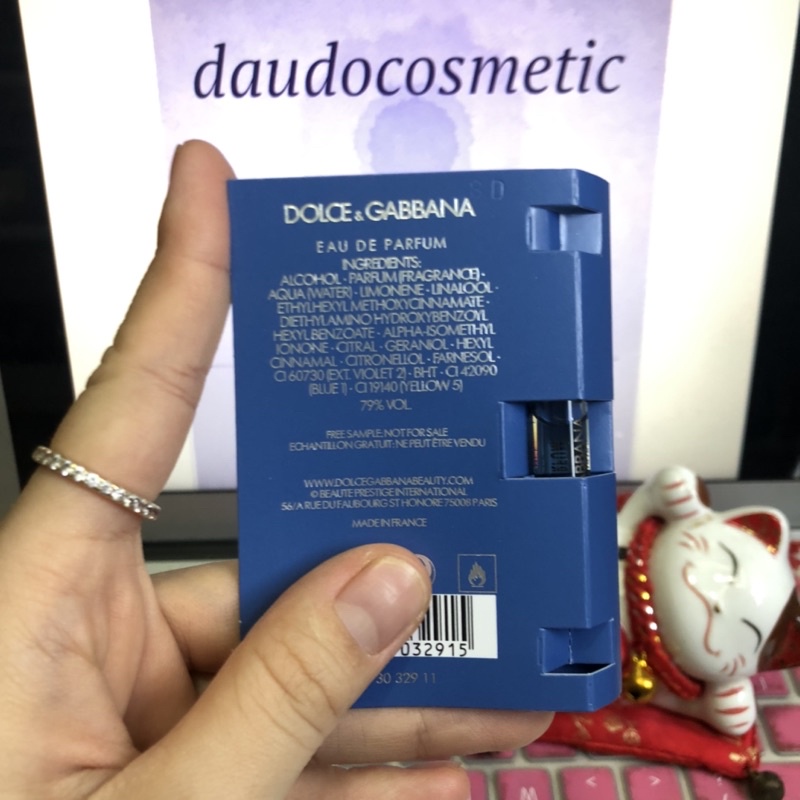 daudocosmetic
DOLCE & GABBANA
EAU DE PARFUM
INGREDIENTS:
ALCOHOL · PARFUM (FRAGRANCE) ·
AQUA (WATER) · LIMONENE · LINALOOL ·
ETHYLHEXYL METHOXYCINNAMATE ·
DIETHYLAMINO HYDROXYBENZOYL
HEXYL BENZOATE · ALPHA-ISOMETHYL
IONONE · CITRAL · GERANIOL · HEXYL
CINNAMAL · CITRONELLOL · FARNESOL ·
CI 60730 (EXT. VIOLET 2) · BHT · CI 42090
(BLUE 1) · CI 19140 (YELLOW 5)
79% VOL.
FREE SAMPLE: NOT FOR SALE
ECHANTILLON GRATUIT: NE PEUT ÊTRE VENDU
WWW.DOLCEGABBANABEAUTY.COM
© BEAUTE PRESTIGE INTERNATIONAL
56/A RUE DU FAUBOURG ST HONORE 75008 PARIS
MADE IN FRANCE
032915
30 329 11